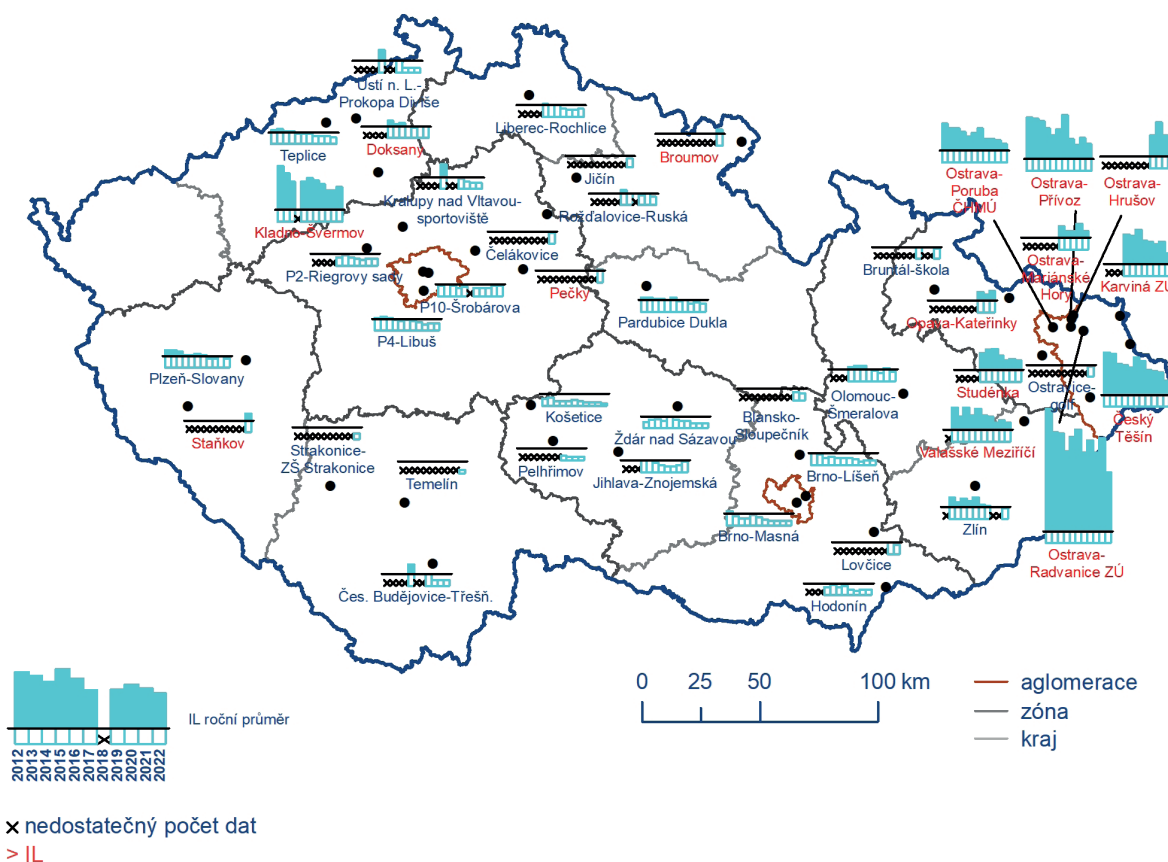 Ústí n. L.-
Prokopa Diviše
Teplice
Doksany
Liberec-Rochlice
Broumov
Jičín
Kralupy nad Vltavou-
sportoviště
Rožďalovice-Ruská
Kladno-Švermov
Čelákovice
P2-Riegrovy sady
Pečky
P10-Šrobárova
P4-Libuš
Pardubice Dukla
Plzeň-Slovany
Staňkov
Strakonice-
ZŠ Strakonice
Temelín
Košetice
Pelhřimov
Ždár nad Sázavou
Jihlava-Znojemská
Blansko-
Sloupečník
Brno-Líšeň
Brno-Masná
Lovčice
Hodonín
Čes. Budějovice-Třešň.
Ostrava-
Poruba
ČHMÚ
Ostrava-
Přívoz
Ostrava-
Hrušov
Ostrava-
Mariánské
Hory
Karviná ZÚ
Bruntál-škola
Opava-Kateřinky
Studénka
Ostravice-
golf
Český
Těšín
Olomouc-
Šmeralova
Valašské Meziříčí
Zlín
Ostrava-
Radvanice ZÚ
IL roční průměr
2012 2013 2014 2015 2016 2017 2018 2019 2020 2021 2022
0 25 50 100 km
aglomerace
zóna
kraj
nedostatečný počet dat
> IL